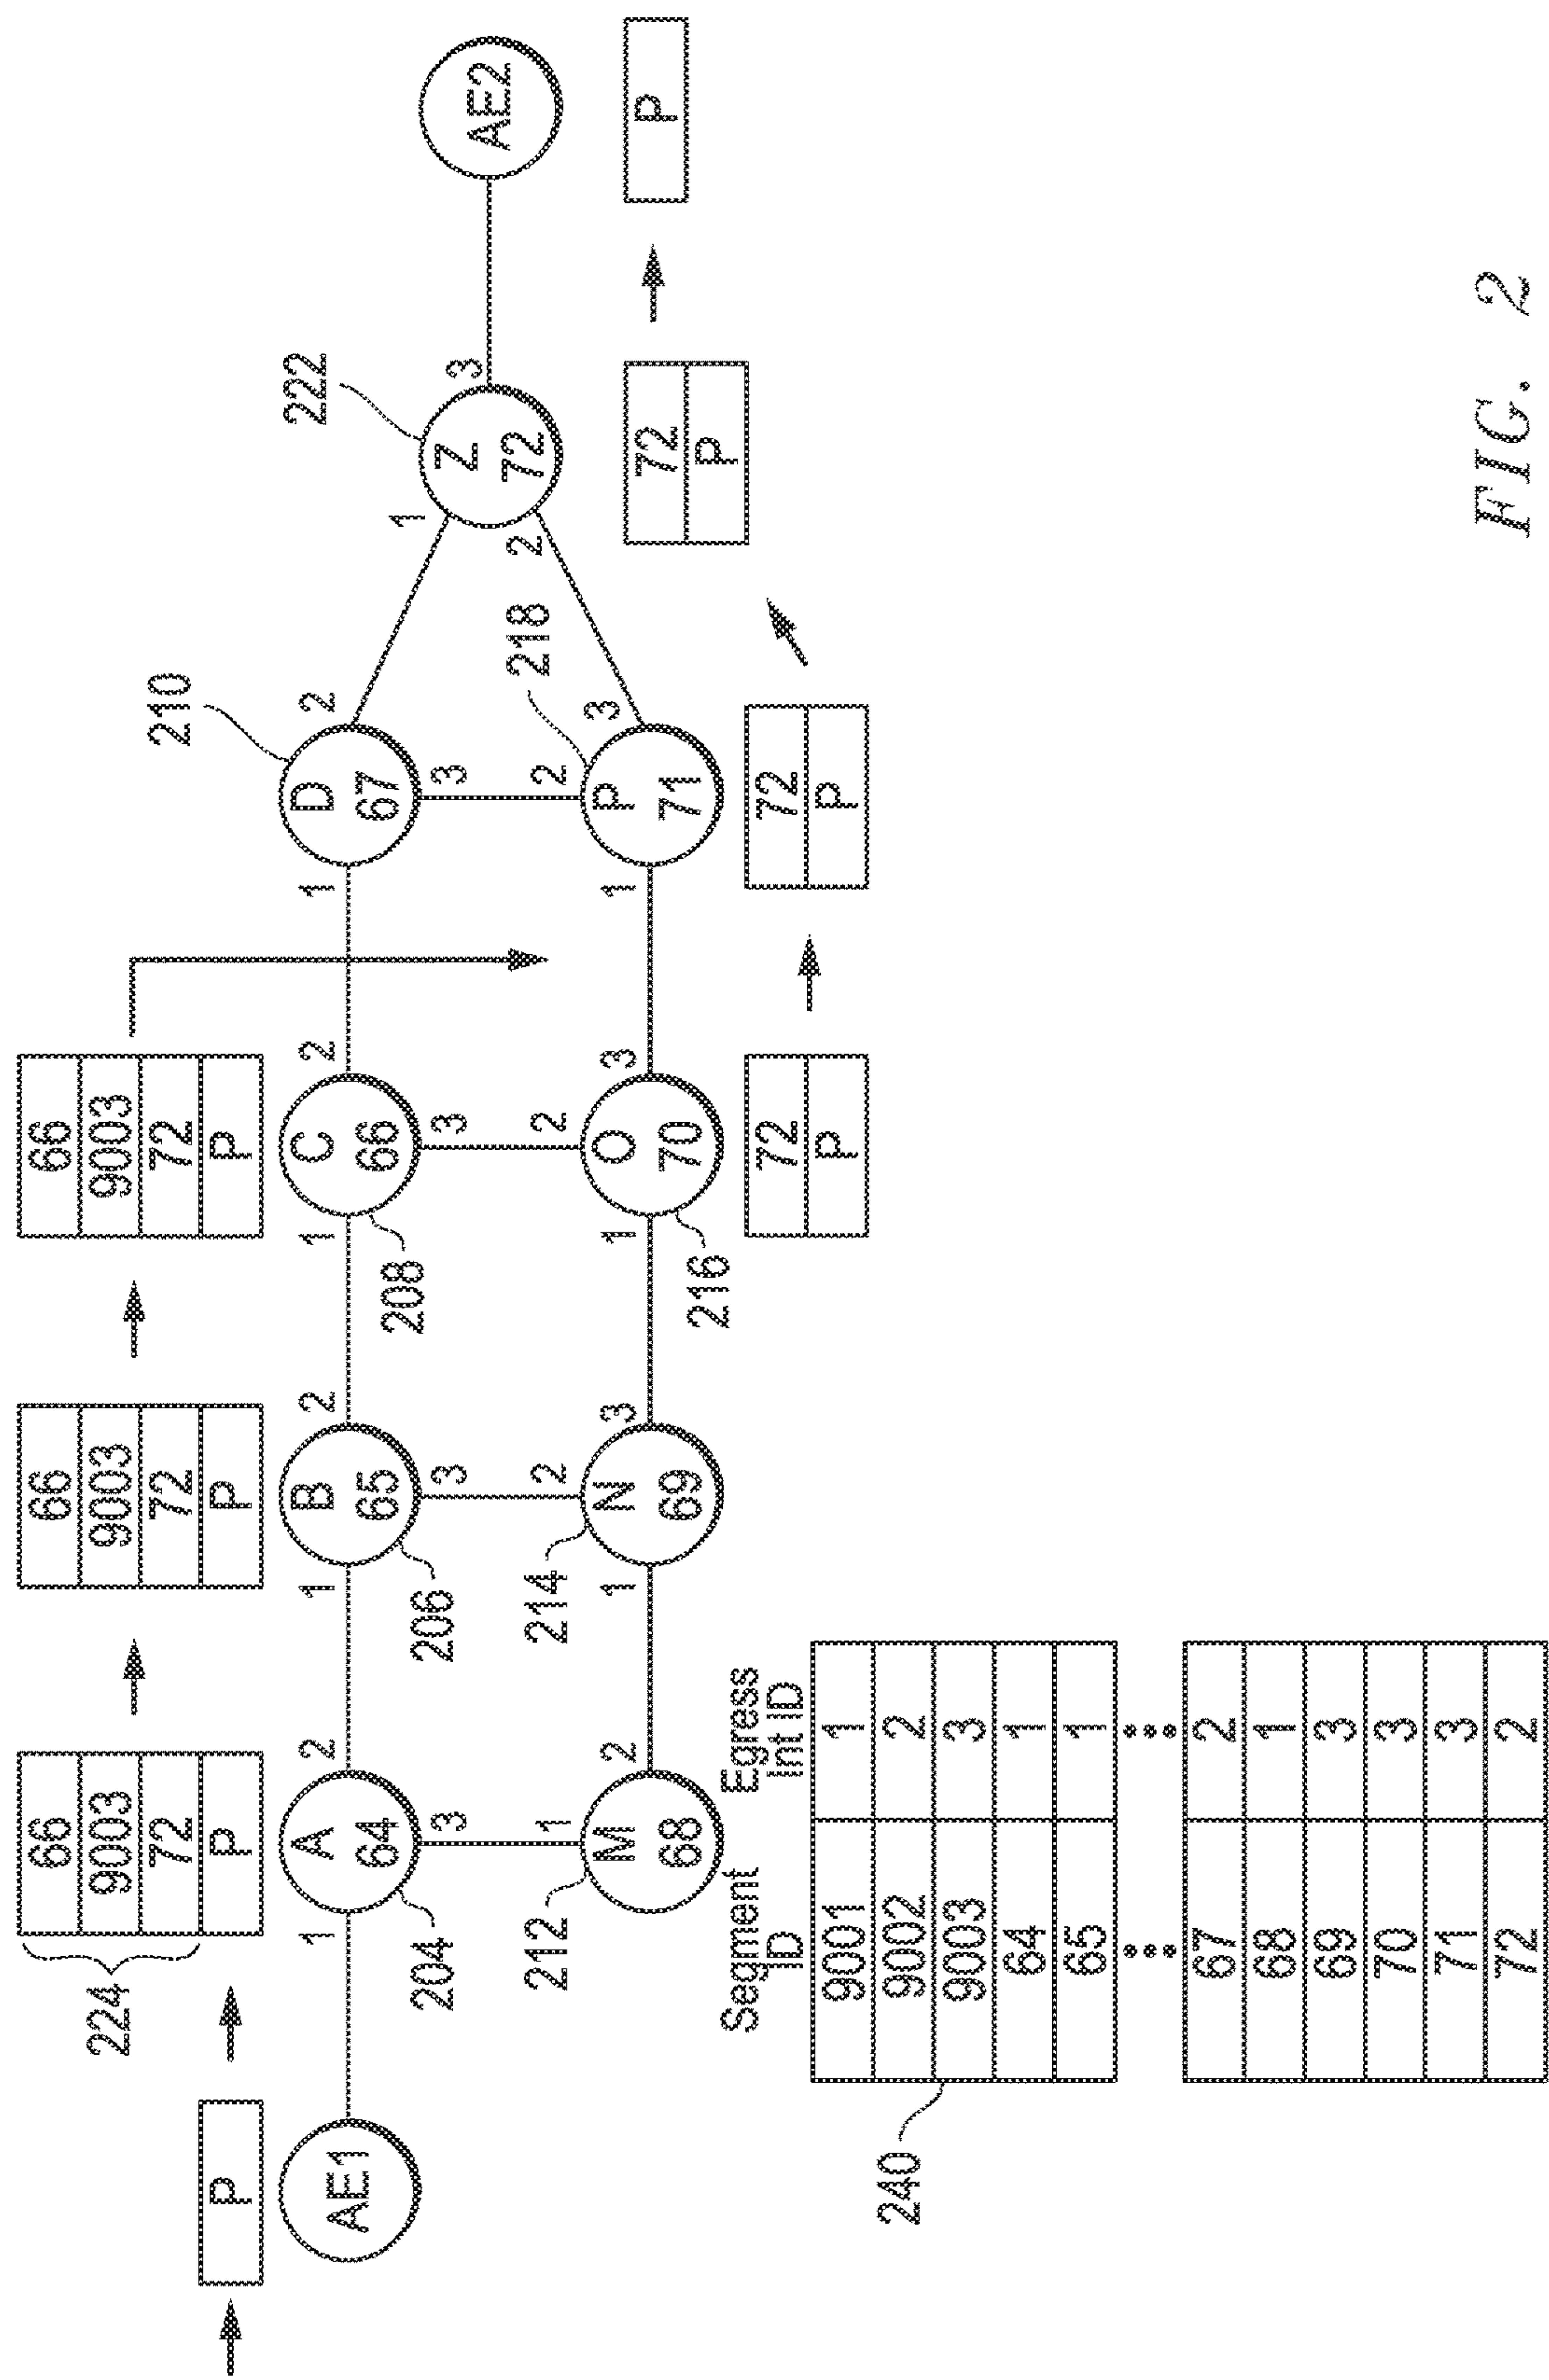 P
224
66
9003
72
P
66
9003
72
P
66
9003
72
P
AE1
1
A
64
2
3
204
1
B
65
2
3
206
1
C
66
2
3
208
1
D
67
2
3
210
1
Z
72
2
3
222
AE2
1
M
68
2
212
2
N
69
1
3
214
2
O
70
1
3
216
2
P
71
1
3
218
72
P
72
P
72
P
P
240
Segment
ID
Egress
Int ID
9001 1
9002 2
9003 3
64 1
65 1
67 2
68 1
69 3
70 3
71 3
72 2
FIG. 2